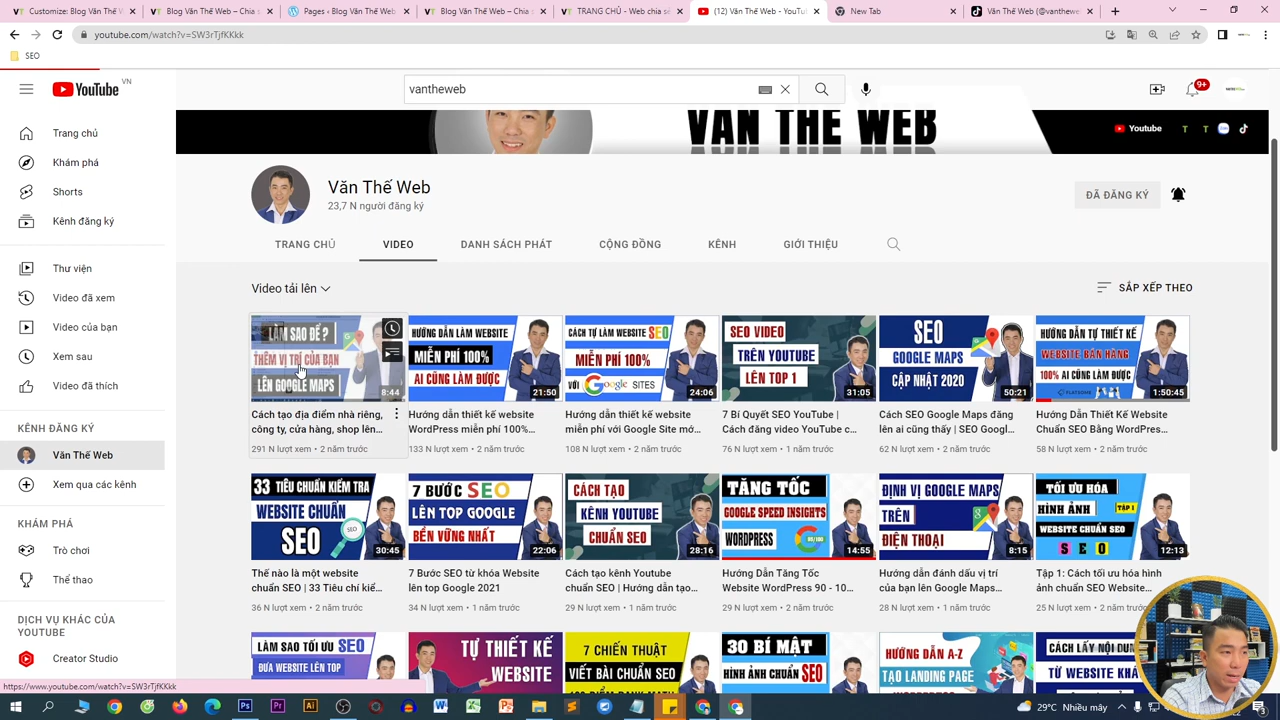 Customize: Blog Vă
Blog Văn Thế Web – Chia s
Pages ‹ Blog Văn Thế Web
Blog Văn Thế Web – Chia s
TRANG CHỦ - Web chia sẻ
(12) Văn Thế Web - YouTu
New Tab
Văn Thế Web (@vanthewe
youtube.com/watch?v=SW3rTjfKKkk
SEO
YouTube VN
vantheweb
9+
VĂN THẾ WEB
Youtube
Trang chủ
Khám phá
Shorts
Kênh đăng ký
Thư viện
Video đã xem
Video của bạn
Xem sau
Video đã thích
KÊNH ĐĂNG KÝ
Văn Thế Web
Xem qua các kênh
KHÁM PHÁ
Trò chơi
Thể thao
DỊCH VỤ KHÁC CỦA
YOUTUBE
Creator Studio
Văn Thế Web
23,7 N người đăng ký
ĐÃ ĐĂNG KÝ
TRANG CHỦ VIDEO DANH SÁCH PHÁT CỘNG ĐỒNG KÊNH GIỚI THIỆU
Video tải lên
SẮP XẾP THEO
LÀM SAO ĐỂ ?
THÊM VỊ TRÍ CỦA BẠN
LÊN GOOGLE MAPS
8:44
Cách tạo địa điểm nhà riêng,
công ty, cửa hàng, shop lên...
291 N lượt xem • 2 năm trước
HƯỚNG DẪN LÀM WEBSITE
MIỄN PHÍ 100%
AI CŨNG LÀM ĐƯỢC
21:50
Hướng dẫn thiết kế website
WordPress miễn phí 100%...
133 N lượt xem • 2 năm trước
CÁCH TỰ LÀM WEBSITE SEO
MIỄN PHÍ 100%
VỚI Google SITES
24:06
Hướng dẫn thiết kế website
miễn phí với Google Site mớ...
108 N lượt xem • 2 năm trước
SEO VIDEO
TRÊN YOUTUBE
LÊN TOP 1
31:05
7 Bí Quyết SEO YouTube |
Cách đăng video YouTube c...
76 N lượt xem • 1 năm trước
SEO
GOOGLE MAPS
CẬP NHẬT 2020
50:21
Cách SEO Google Maps đăng
lên ai cũng thấy | SEO Googl...
63 N lượt xem • 2 năm trước
HƯỚNG DẪN TỰ THIẾT KẾ
WEBSITE BÁN HÀNG
100% AI CŨNG LÀM ĐƯỢC
FLATSOME
1:50:45
Hướng Dẫn Thiết Kế Website
Chuẩn SEO Bằng WordPres...
58 N lượt xem • 2 năm trước
33 TIÊU CHUẨN KIỂM TRA
WEBSITE CHUẨN
SEO
30:45
Thế nào là một website
chuẩn SEO | 33 Tiêu chí kiể...
36 N lượt xem • 2 năm trước
7 BƯỚC SEO
LÊN TOP GOOGLE
BỀN VỮNG NHẤT
22:06
7 Bước SEO từ khóa Website
lên top Google 2021
34 N lượt xem • 1 năm trước
CÁCH TẠO
KÊNH YOUTUBE
CHUẨN SEO
28:16
Cách tạo kênh Youtube
chuẩn SEO | Hướng dẫn tạo...
29 N lượt xem • 1 năm trước
TĂNG TỐC
GOOGLE SPEED INSIGHTS
WORDPRESS
14:55
Hướng Dẫn Tăng Tốc
Website WordPress 90 - 10...
29 N lượt xem • 2 năm trước
ĐỊNH VỊ GOOGLE MAPS
TRÊN
ĐIỆN THOẠI
8:15
Hướng dẫn đánh dấu vị trí
của bạn lên Google Maps...
28 N lượt xem • 1 năm trước
TỐI ƯU HÓA
HÌNH ẢNH TẬP 1
WEBSITE CHUẨN SEO
S E O
12:13
Tập 1: Cách tối ưu hóa hình
ảnh chuẩn SEO Website...
25 N lượt xem • 2 năm trước
LÀM SAO TỐI ƯU SEO
ĐƯA WEBSITE LÊN TOP
TỰ THIẾT KẾ
WEBSITE
7 CHIẾN THUẬT
VIẾT BÀI CHUẨN SEO
30 BÍ MẬT
HÌNH ẢNH CHUẨN SEO
HƯỚNG DẪN A-Z
TẠO LANDING PAGE
CÁCH LẤY NỘI DU
TỪ WEBSITE KHÁC
https://www.youtube.com/watch?v=SW3rTjfKKkk
29°C Nhiều mây